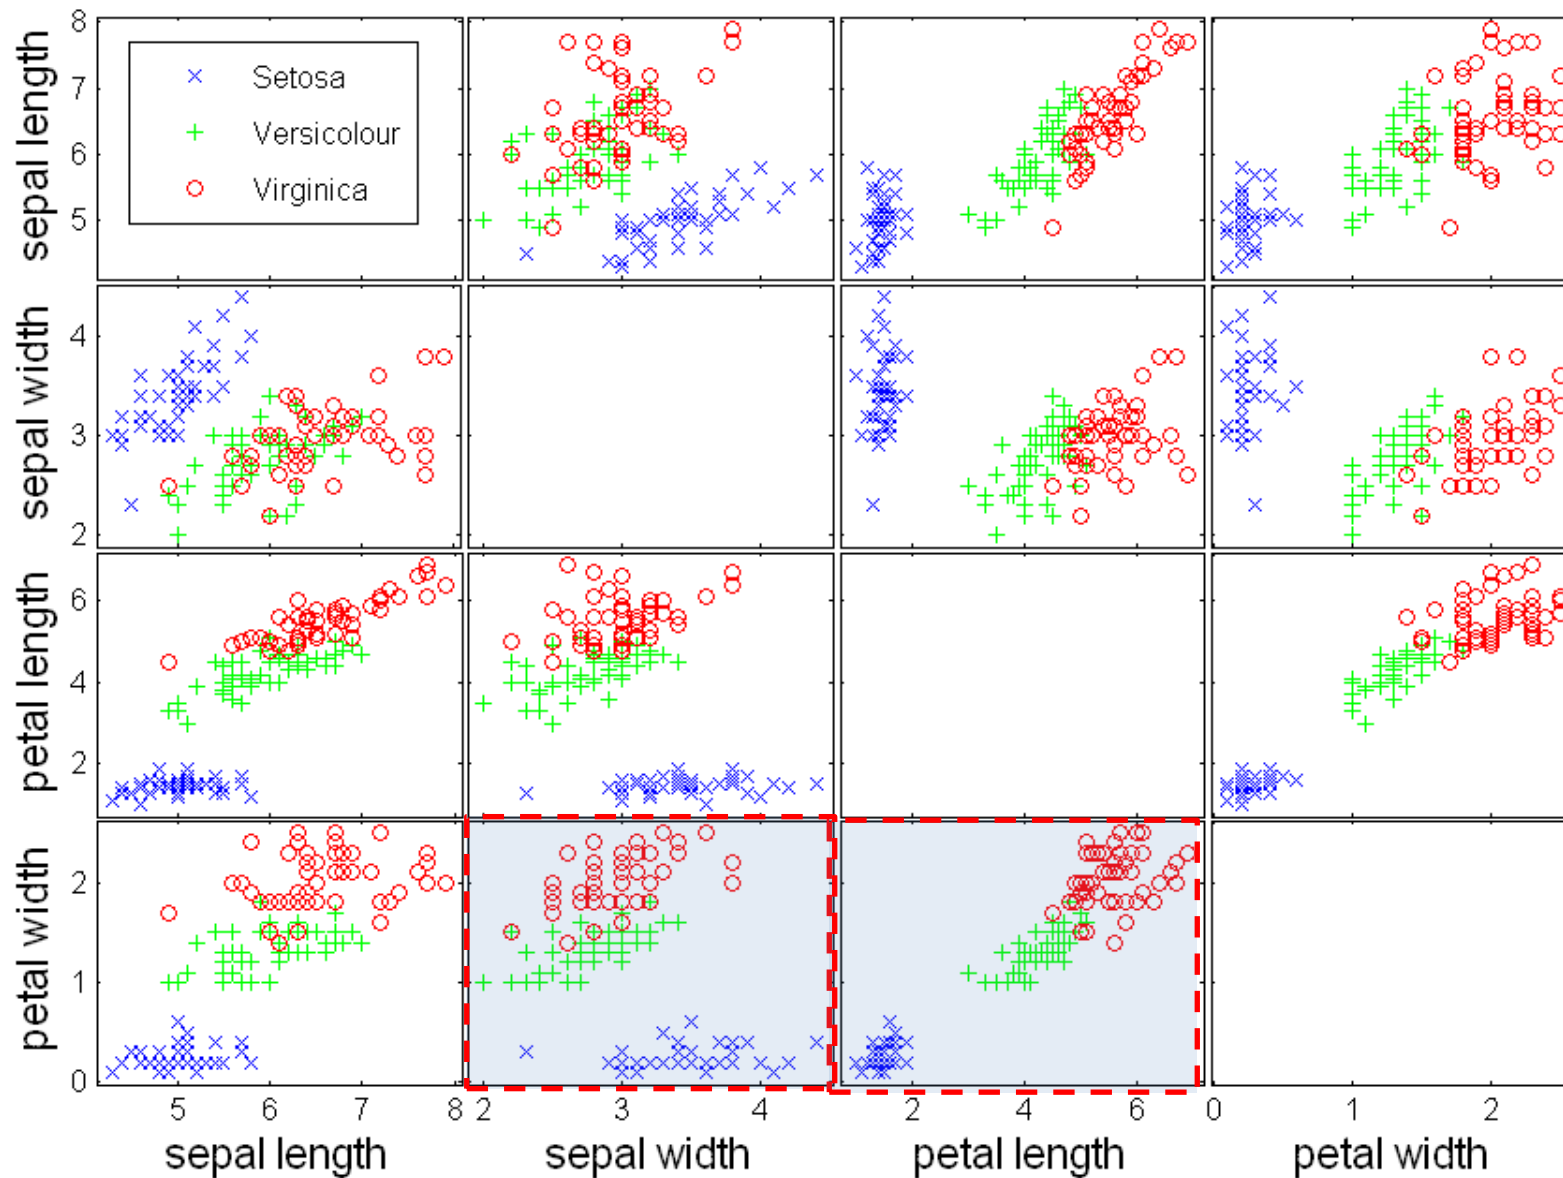 sepal length
8
7
6
5
Setosa
Versicolour
Virginica
sepal width
4
3
2
petal length
6
4
2
petal width
2
1
0
5 6 7 8 2 3 4 2 4 6 0 1 2
sepal length sepal width petal length petal width